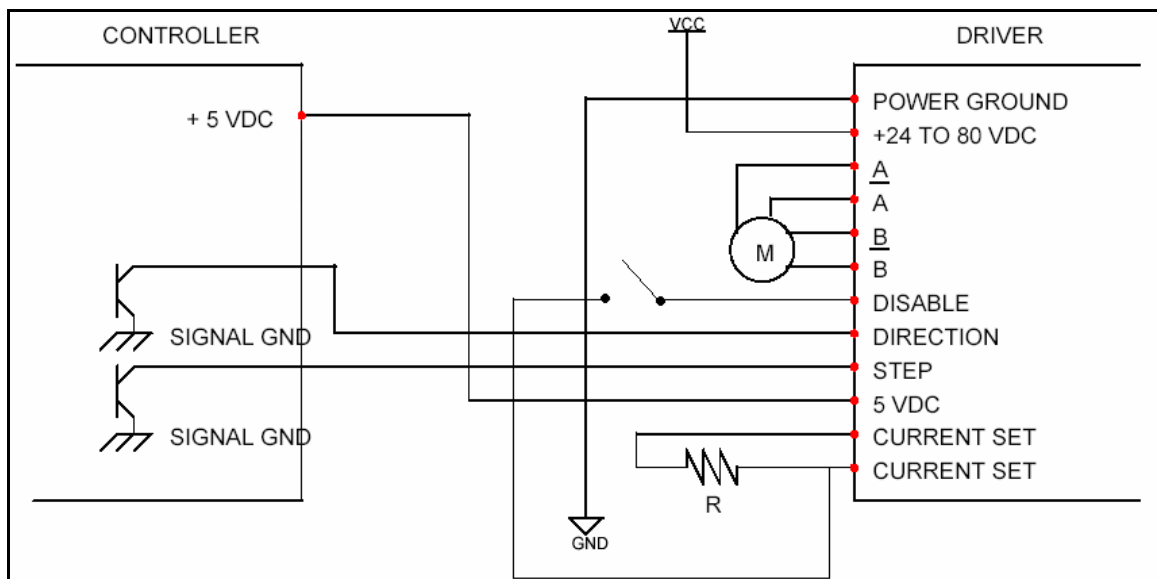 CONTROLLER
VCC
DRIVER
+ 5 VDC
POWER GROUND
+24 TO 80 VDC
A
A̅
B
B̅
M
DISABLE
SIGNAL GND
DIRECTION
STEP
5 VDC
SIGNAL GND
CURRENT SET
CURRENT SET
R
GND